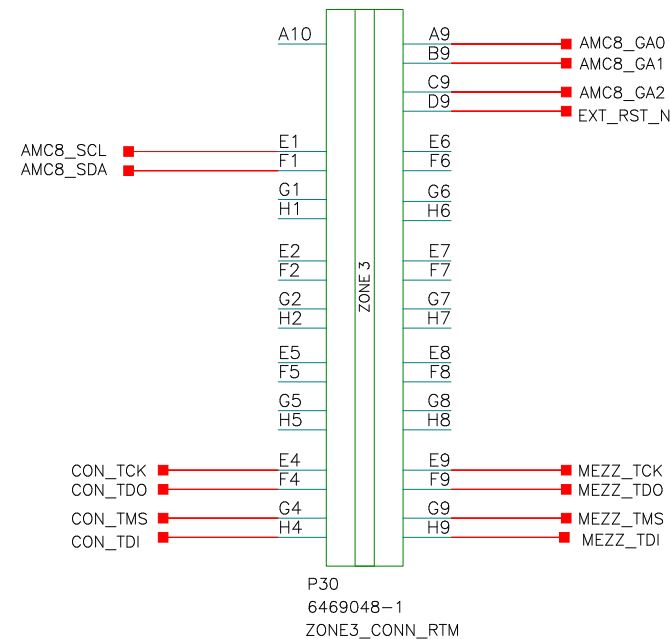 A10 A9 AMC8_GA0
B9 AMC8_GA1
C9 AMC8_GA2
D9 EXT_RST_N
AMC8_SCL E1 E6
AMC8_SDA F1 F6
G1 G6
H1 H6
E2 E7
F2 F7
ZONE 3
G2 G7
H2 H7
E5 E8
F5 F8
G5 G8
H5 H8
CON_TCK E4 E9 MEZZ_TCK
CON_TDO F4 F9 MEZZ_TDO
CON_TMS G4 G9 MEZZ_TMS
CON_TDI H4 H9 MEZZ_TDI
P30
6469048-1
ZONE3_CONN_RTM